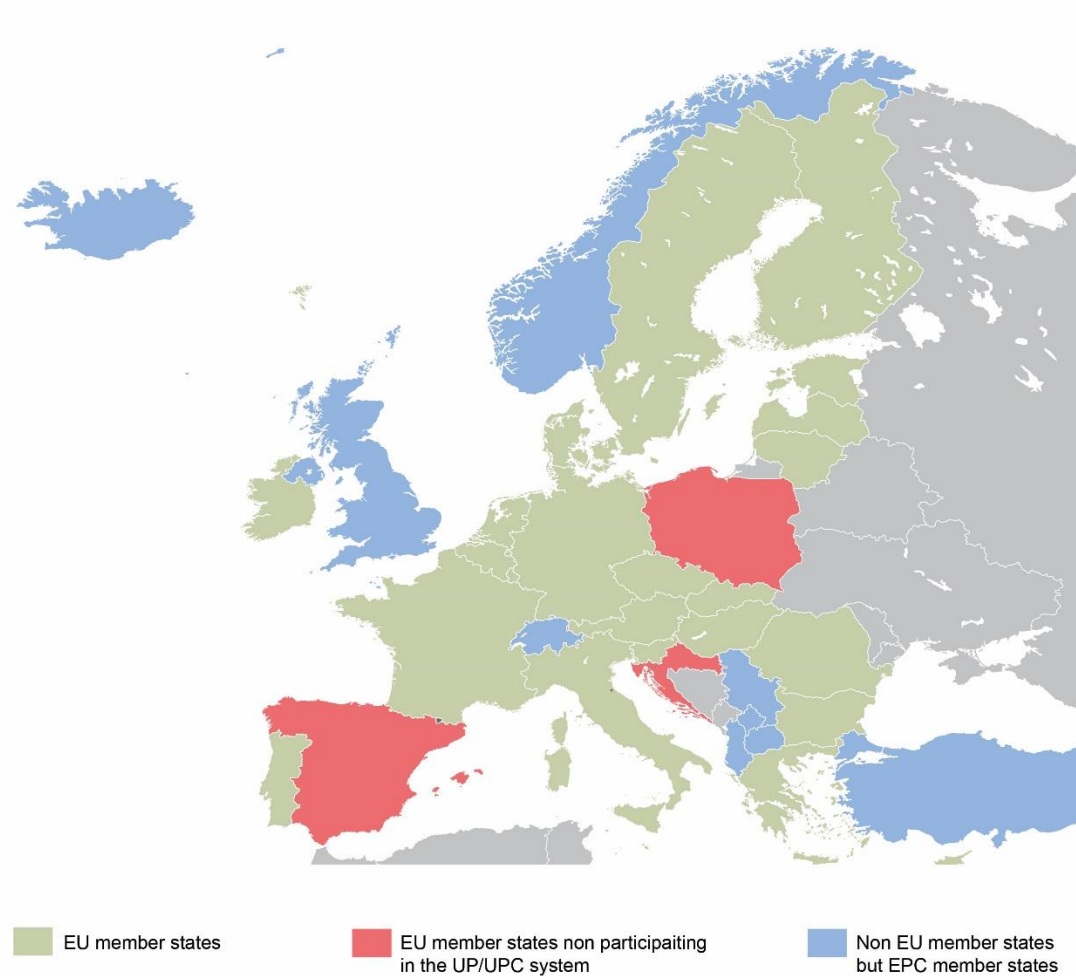 EU member states
EU member states non participaiting
in the UP/UPC system
Non EU member states
but EPC member states